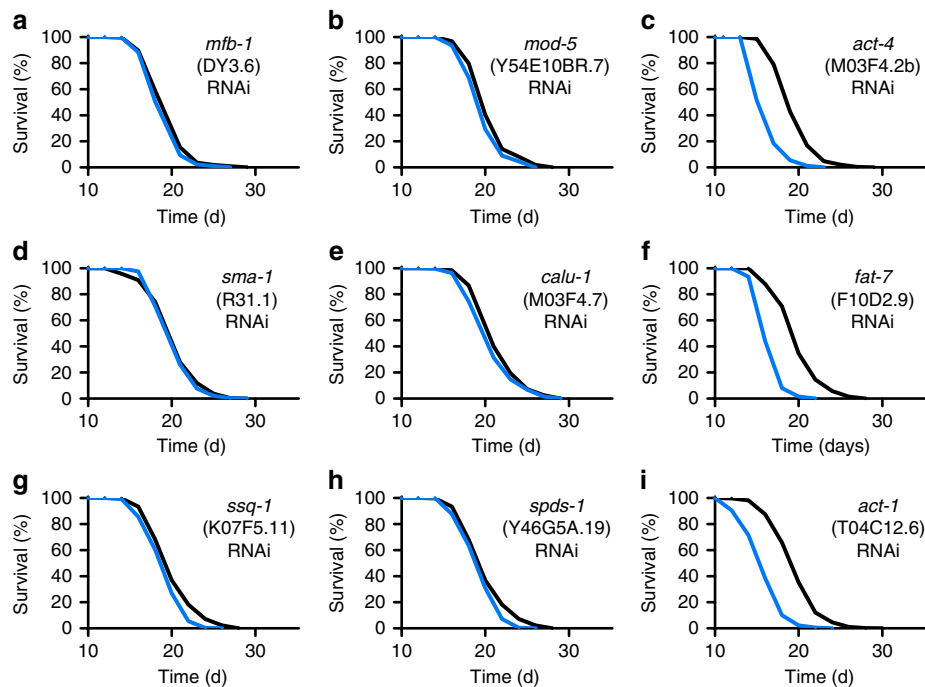 a
mfb-1
(DY3.6)
RNAi
Survival (%)
100
80
60
40
20
0
10 20 30
Time (d)
b
mod-5
(Y54E10BR.7)
RNAi
Survival (%)
100
80
60
40
20
0
10 20 30
Time (d)
c
act-4
(M03F4.2b)
RNAi
Survival (%)
100
80
60
40
20
0
10 20 30
Time (d)
d
sma-1
(R31.1)
RNAi
Survival (%)
100
80
60
40
20
0
10 20 30
Time (d)
e
calu-1
(M03F4.7)
RNAi
Survival (%)
100
80
60
40
20
0
10 20 30
Time (d)
f
fat-7
(F10D2.9)
RNAi
Survival (%)
100
80
60
40
20
0
10 20 30
Time (days)
g
ssq-1
(K07F5.11)
RNAi
Survival (%)
100
80
60
40
20
0
10 20 30
Time (d)
h
spds-1
(Y46G5A.19)
RNAi
Survival (%)
100
80
60
40
20
0
10 20 30
Time (d)
i
act-1
(T04C12.6)
RNAi
Survival (%)
100
80
60
40
20
0
10 20 30
Time (d)